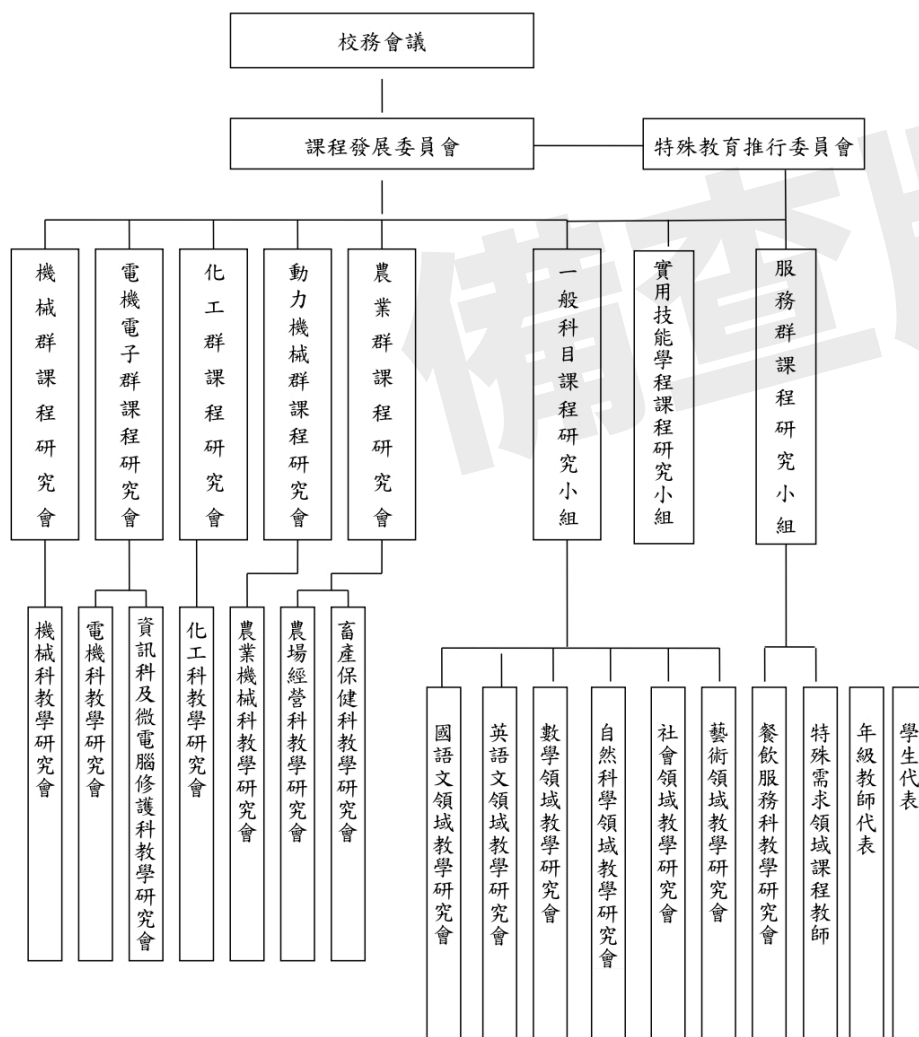 校務會議
課程發展委員會
特殊教育推行委員會
機械群課程研究會
電機電子群課程研究會
化工群課程研究會
動力機械群課程研究會
農業群課程研究會
一般科目課程研究小組
實用技能學程課程研究小組
服務群課程研究小組
機械科教學研究會
電機科教學研究會
資訊科及微電腦修護科教學研究會
化工科教學研究會
農業機械科教學研究會
農場經營科教學研究會
畜產保健科教學研究會
國語文領域教學研究會
英語文領域教學研究會
數學領域教學研究會
自然科學領域教學研究會
社會領域教學研究會
藝術領域教學研究會
餐飲服務科教學研究會
特殊需求領域課程教師
年級教師代表
學生代表
備查